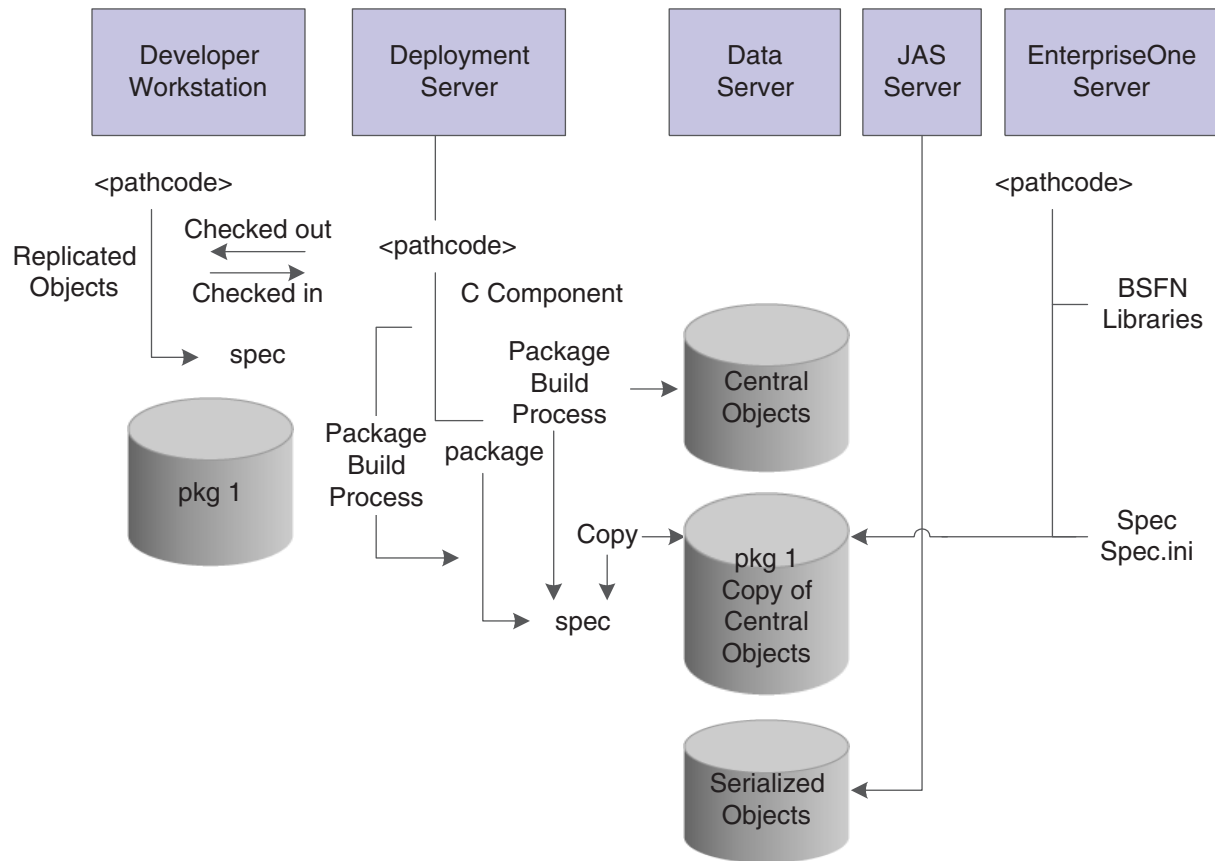 Developer
Workstation
Deployment
Server
Data
Server
JAS
Server
EnterpriseOne
Server
<pathcode>
Replicated
Objects
Checked out
Checked in
spec
pkg 1
<pathcode>
C Component
Package
Build
Process
package
Package
Build
Process
Copy
spec
Central
Objects
pkg 1
Copy of
Central
Objects
Serialized
Objects
<pathcode>
BSFN
Libraries
Spec
Spec.ini